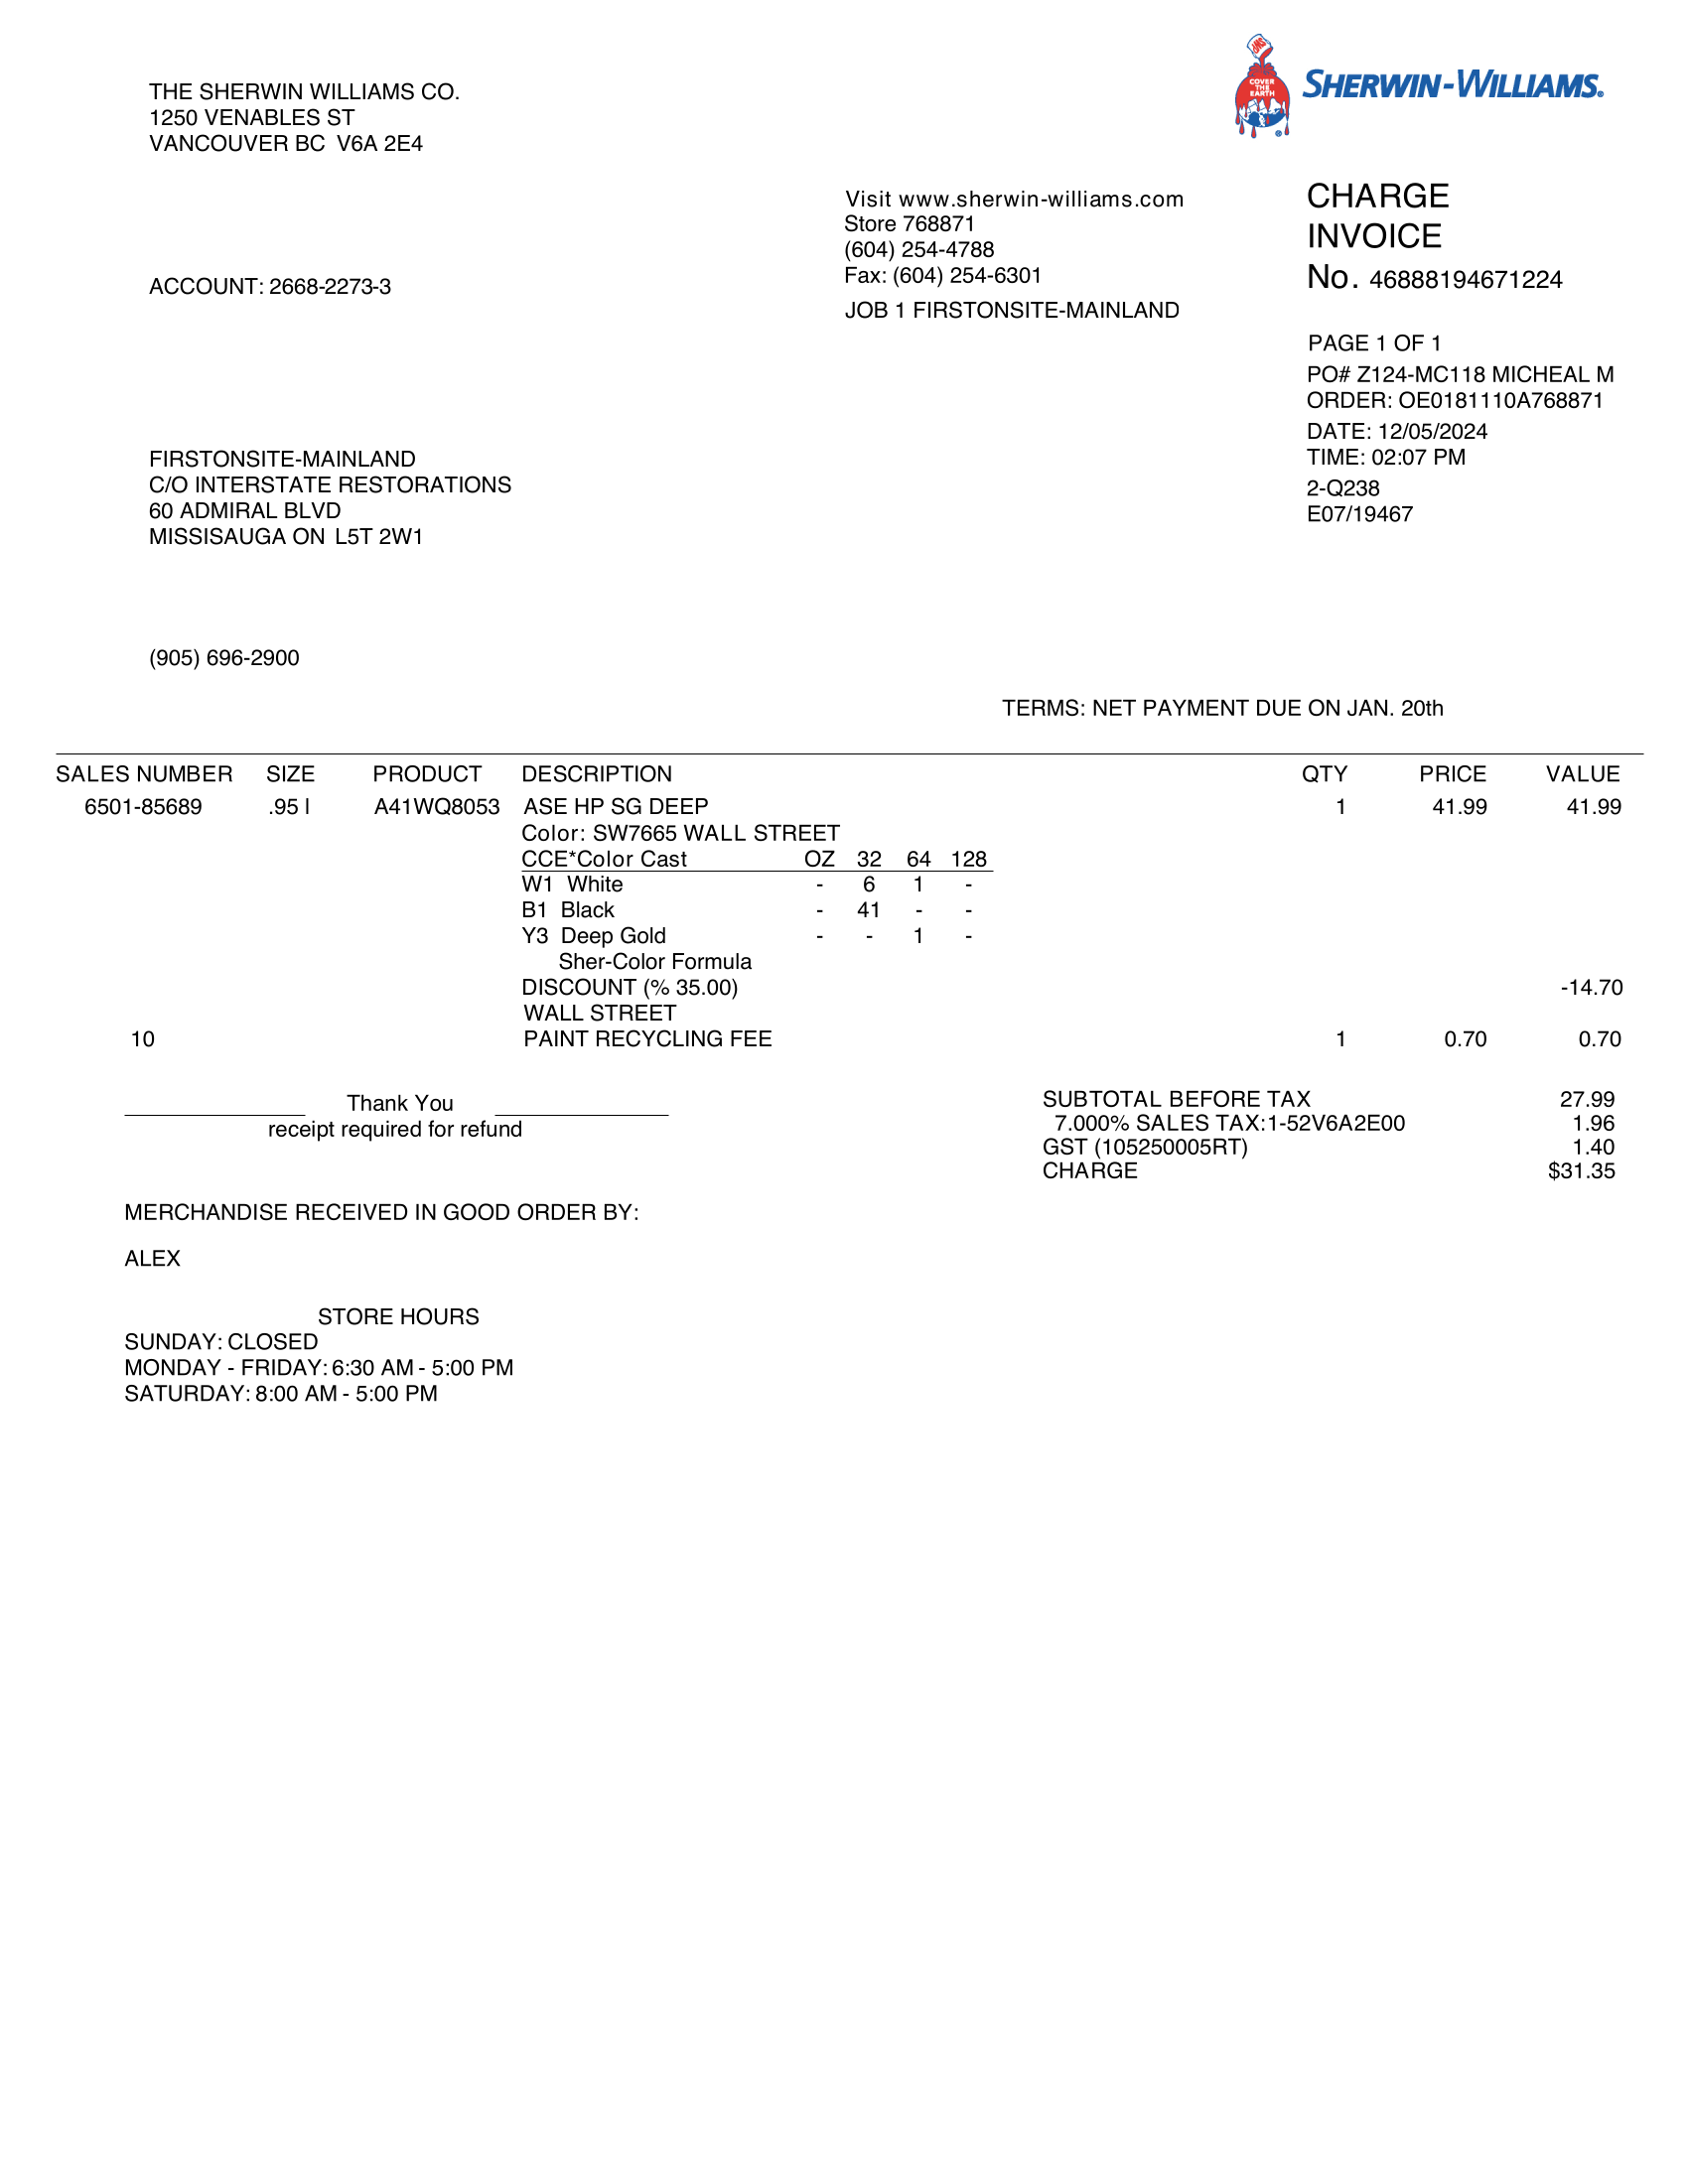 THE SHERWIN WILLIAMS CO.
1250 VENABLES ST
VANCOUVER BC V6A 2E4
SWP
COVER THE EARTH
SHERWIN-WILLIAMS.
Visit www.sherwin-williams.com
Store 768871
(604) 254-4788
Fax: (604) 254-6301
JOB 1 FIRSTONSITE-MAINLAND
CHARGE
INVOICE
No. 46888194671224
ACCOUNT: 2668-2273-3
PAGE 1 OF 1
PO# Z124-MC118 MICHEAL M
ORDER: OE0181110A768871
DATE: 12/05/2024
TIME: 02:07 PM
2-Q238
E07/19467
FIRSTONSITE-MAINLAND
C/O INTERSTATE RESTORATIONS
60 ADMIRAL BLVD
MISSISAUGA ON L5T 2W1
(905) 696-2900
TERMS: NET PAYMENT DUE ON JAN. 20th
SALES NUMBER SIZE PRODUCT DESCRIPTION QTY PRICE VALUE
6501-85689 .95 l A41WQ8053 ASE HP SG DEEP 1 41.99 41.99
Color: SW7665 WALL STREET
CCE*Color Cast OZ 32 64 128
W1 White - 6 1 -
B1 Black - 41 - -
Y3 Deep Gold - - 1 -
Sher-Color Formula
DISCOUNT (% 35.00) -14.70
WALL STREET
10 PAINT RECYCLING FEE 1 0.70 0.70
Thank You
receipt required for refund
SUBTOTAL BEFORE TAX 27.99
7.000% SALES TAX:1-52V6A2E00 1.96
GST (105250005RT) 1.40
CHARGE $31.35
MERCHANDISE RECEIVED IN GOOD ORDER BY:
ALEX
STORE HOURS
SUNDAY: CLOSED
MONDAY - FRIDAY: 6:30 AM - 5:00 PM
SATURDAY: 8:00 AM - 5:00 PM